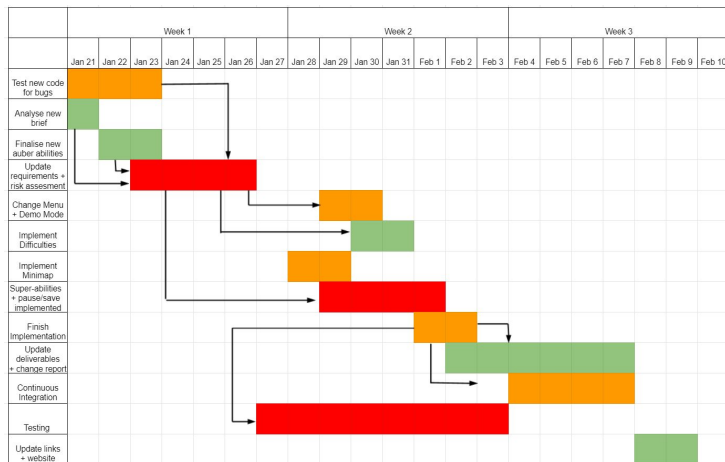 Week 1
Week 2
Week 3
Jan 21
Jan 22
Jan 23
Jan 24
Jan 25
Jan 26
Jan 27
Jan 28
Jan 29
Jan 30
Jan 31
Feb 1
Feb 2
Feb 3
Feb 4
Feb 5
Feb 6
Feb 7
Feb 8
Feb 9
Feb 10
Test new code
for bugs
Analyse new
brief
Finalise new
auber abilities
Update
requirements +
risk assesment
Change Menu
+ Demo Mode
Implement
Difficulties
Implement
Minimap
Super-abilities
+ pause/save
implemented
Finish
Implementation
Update
deliverables
+ change report
Continuous
Integration
Testing
Update links
+ website